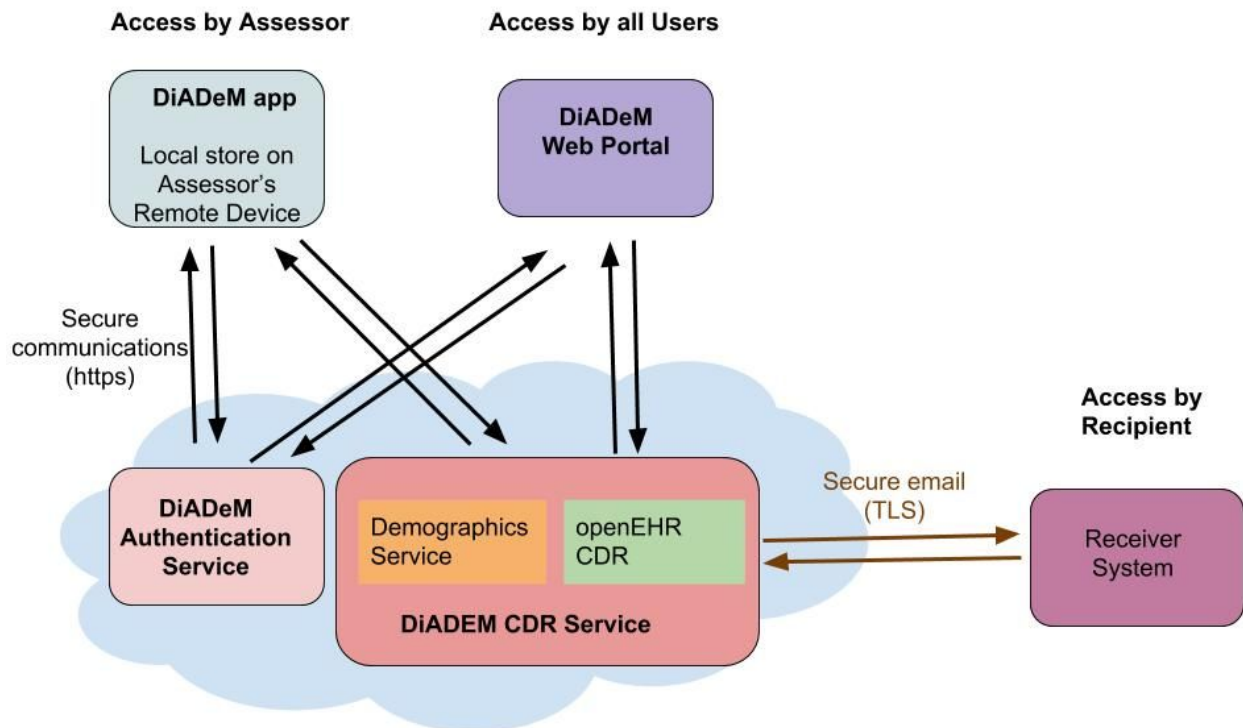 Access by Assessor
Access by all Users
DiADeM app
Local store on
Assessor's
Remote Device
DiADeM
Web Portal
Secure
communications
(https)
Access by
Recipient
DiADeM
Authentication
Service
Demographics
Service
openEHR
CDR
DiADEM CDR Service
Secure email
(TLS)
Receiver
System